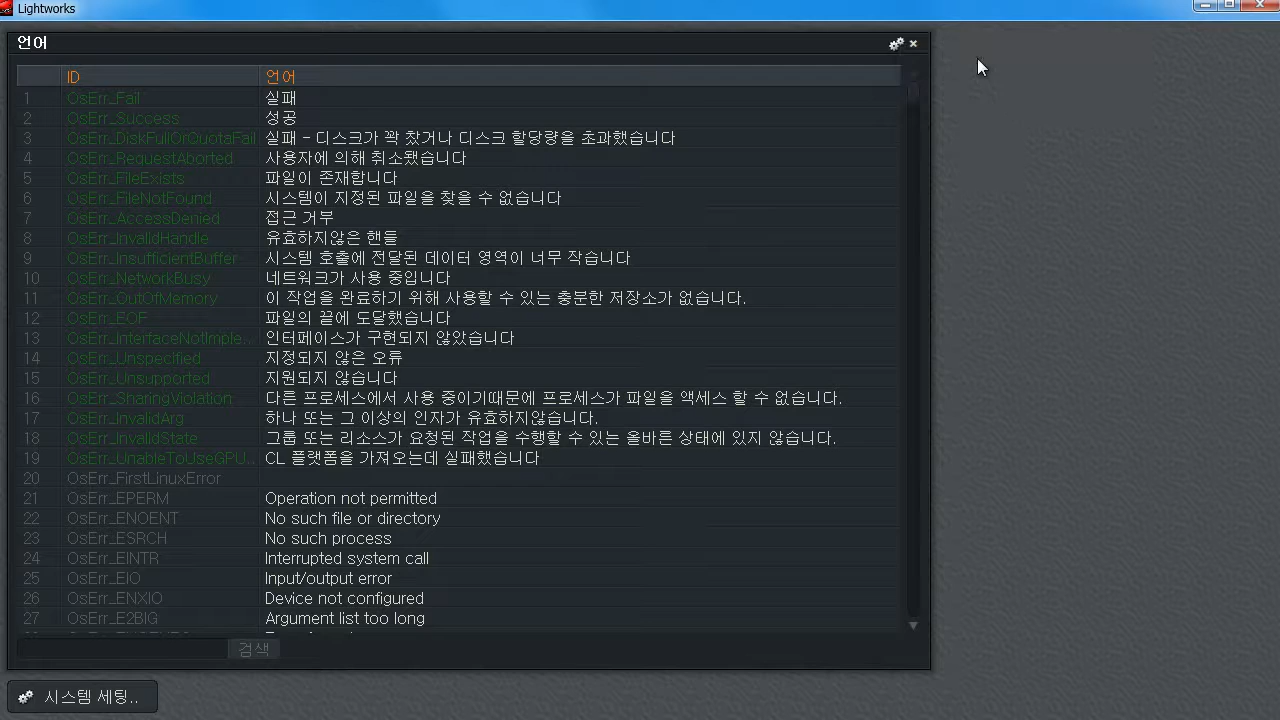 Lightworks
언어
ID 언어
1 OsErr_Fail 실패
2 OsErr_Success 성공
3 OsErr_DiskFullOrQuotaFail 실패 - 디스크가 꽉 찼거나 디스크 할당량을 초과했습니다
4 OsErr_RequestAborted 사용자에 의해 취소됐습니다
5 OsErr_FileExists 파일이 존재합니다
6 OsErr_FileNotFound 시스템이 지정된 파일을 찾을 수 없습니다
7 OsErr_AccessDenied 접근 거부
8 OsErr_InvalidHandle 유효하지않은 핸들
9 OsErr_InsufficientBuffer 시스템 호출에 전달된 데이터 영역이 너무 작습니다
10 OsErr_NetworkBusy 네트워크가 사용 중입니다
11 OsErr_OutOfMemory 이 작업을 완료하기 위해 사용할 수 있는 충분한 저장소가 없습니다.
12 OsErr_EOF 파일의 끝에 도달했습니다
13 OsErr_InterfaceNotImple.. 인터페이스가 구현되지 않았습니다
14 OsErr_Unspecified 지정되지 않은 오류
15 OsErr_Unsupported 지원되지 않습니다
16 OsErr_SharingViolation 다른 프로세스에서 사용 중이기때문에 프로세스가 파일을 액세스 할 수 없습니다.
17 OsErr_InvalidArg 하나 또는 그 이상의 인자가 유효하지않습니다.
18 OsErr_InvalidState 그룹 또는 리소스가 요청된 작업을 수행할 수 있는 올바른 상태에 있지 않습니다.
19 OsErr_UnableToUseGPU.. CL 플랫폼을 가져오는데 실패했습니다
20 OsErr_FirstLinuxError
21 OsErr_EPERM Operation not permitted
22 OsErr_ENOENT No such file or directory
23 OsErr_ESRCH No such process
24 OsErr_EINTR Interrupted system call
25 OsErr_EIO Input/output error
26 OsErr_ENXIO Device not configured
27 OsErr_E2BIG Argument list too long
검색
시스템 세팅..